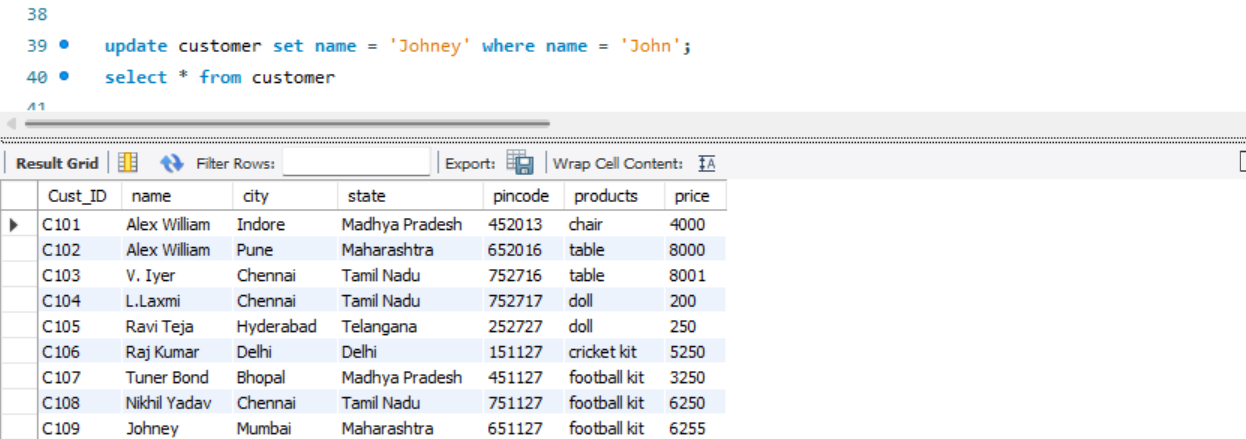 38
39 update customer set name = 'Johney' where name = 'John';
40 select * from customer
41
Result Grid Filter Rows: Export: Wrap Cell Content:
Cust_ID name city state pincode products price
C101 Alex William Indore Madhya Pradesh 452013 chair 4000
C102 Alex William Pune Maharashtra 652016 table 8000
C103 V. Iyer Chennai Tamil Nadu 752716 table 8001
C104 L.Laxmi Chennai Tamil Nadu 752717 doll 200
C105 Ravi Teja Hyderabad Telangana 252727 doll 250
C106 Raj Kumar Delhi Delhi 151127 cricket kit 5250
C107 Tuner Bond Bhopal Madhya Pradesh 451127 football kit 3250
C108 Nikhil Yadav Chennai Tamil Nadu 751127 football kit 6250
C109 Johney Mumbai Maharashtra 651127 football kit 6255